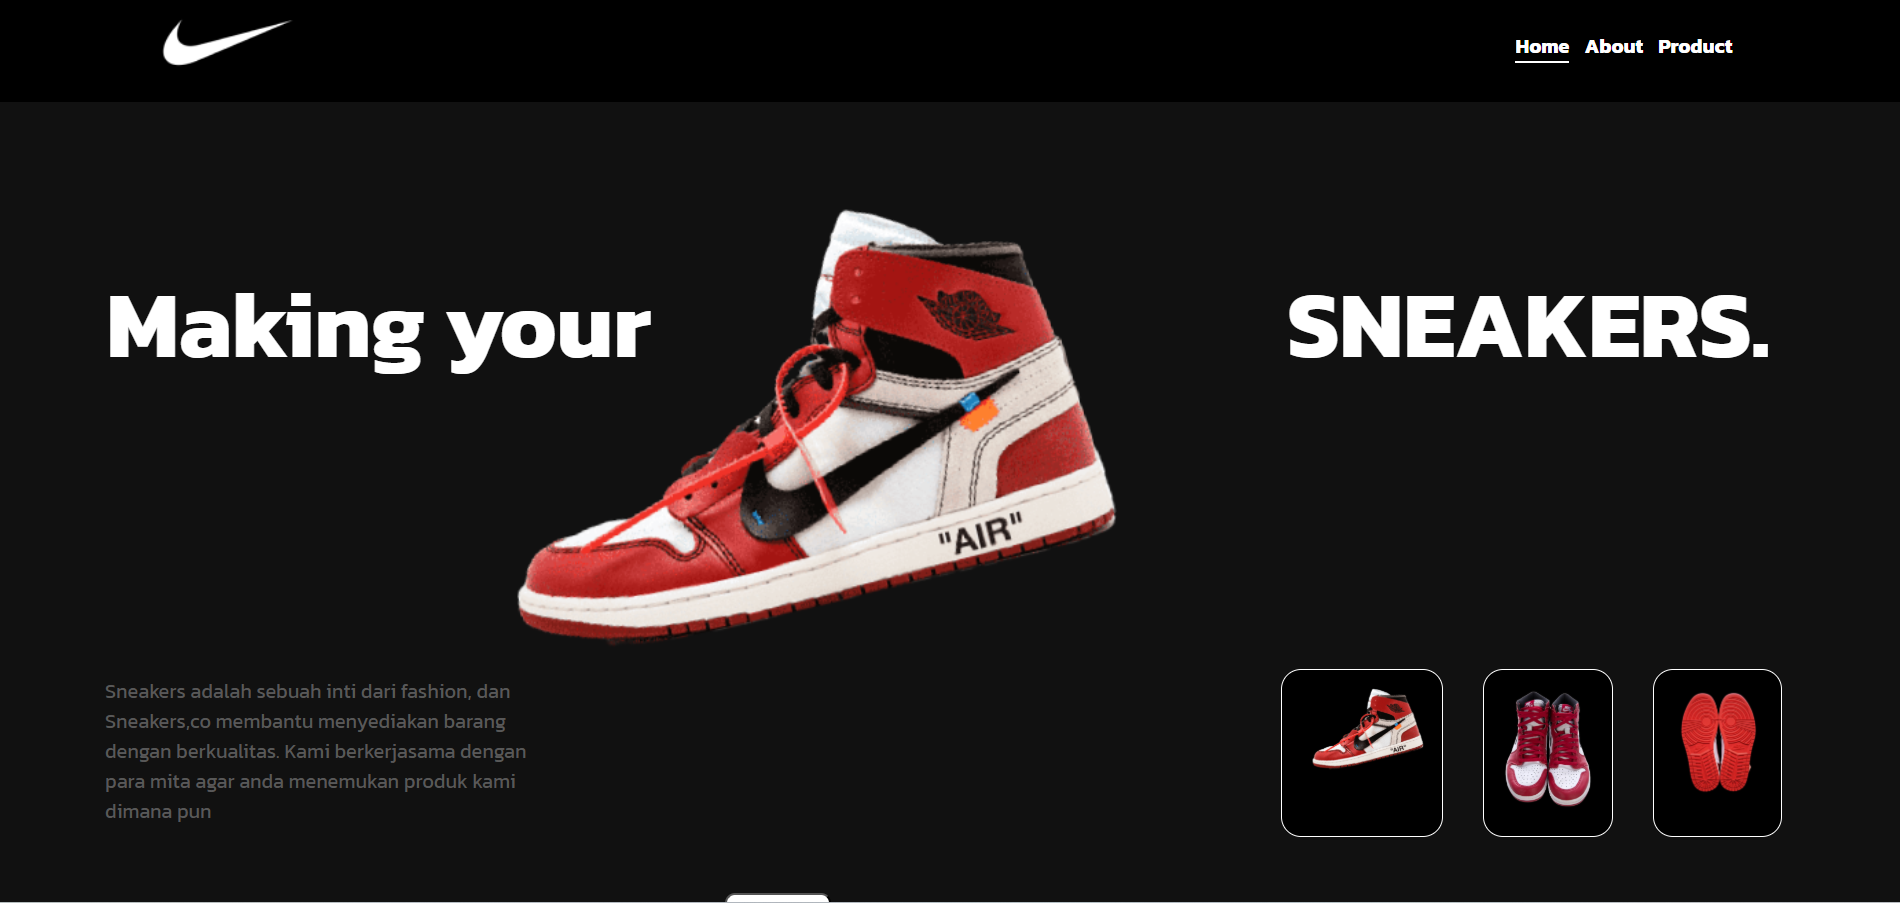 Home About Product
Making your
SNEAKERS.
"AIR"
Sneakers adalah sebuah inti dari fashion, dan
Sneakers,co membantu menyediakan barang
dengan berkualitas. Kami berkerjasama dengan
para mita agar anda menemukan produk kami
dimana pun
"AIR"